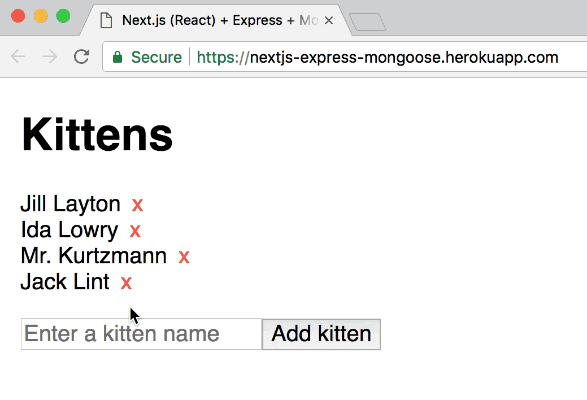 Next.js (React) + Express + Mo
Secure https://nextjs-express-mongoose.herokuapp.com
Kittens
Jill Layton x
Ida Lowry x
Mr. Kurtzmann x
Jack Lint x
Enter a kitten name Add kitten